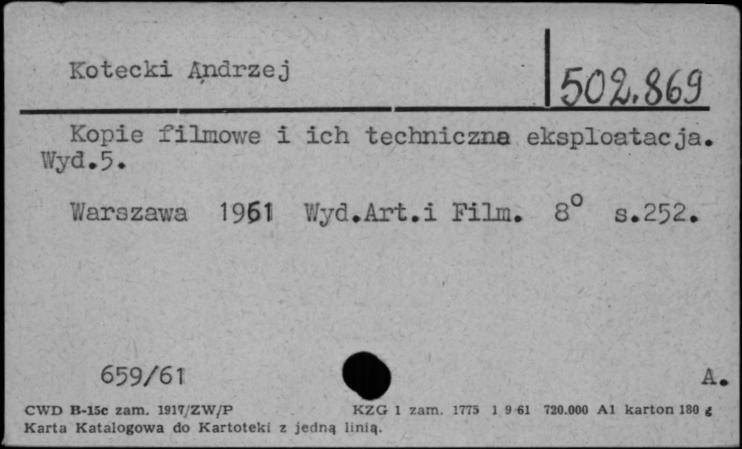 Kotecki Andrzej
502.869
Kopie filmowe i ich techniczna eksploatacja.
Wyd.5.
Warszawa 1961 Wyd.Art.i Film. 8° s.252.
659/61
A.
CWD B-15c zam. 1917/ZW/P KZG 1 zam. 1775 1 9 61 720.000 A1 karton 180 g
Karta Katalogowa do Kartoteki z jedną linią.